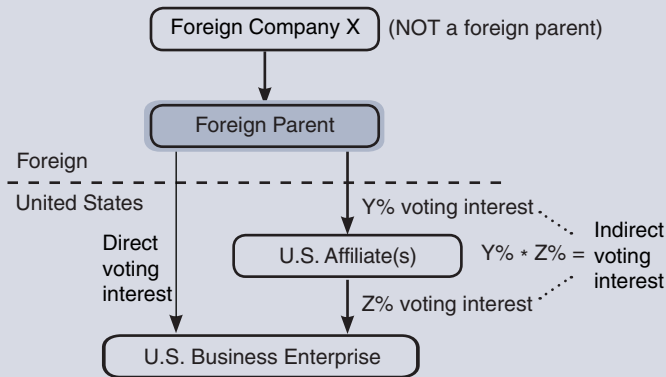 Foreign Company X
(NOT a foreign parent)
Foreign Parent
Foreign
United States
Y% voting interest
Direct
voting
interest
U.S. Affiliate(s)
Y% * Z% =
Indirect
voting
interest
Z% voting interest
U.S. Business Enterprise